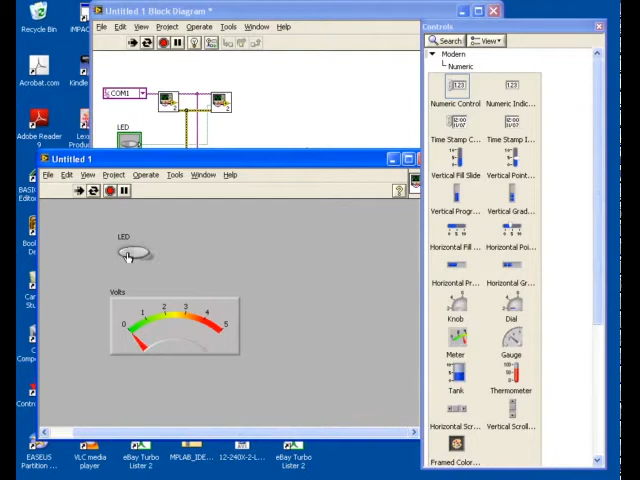 Untitled 1 Block Diagram *
File Edit View Project Operate Tools Window Help
COM1
LED
Untitled 1
File Edit View Project Operate Tools Window Help
LED
Volts
0 1 2 3 4 5
Controls
Search View
Modern
Numeric
Numeric Control Numeric Indic...
Time Stamp C... Time Stamp I...
Vertical Fill Slide Vertical Point...
Vertical Progr... Vertical Grad...
Horizontal Fill... Horizontal Poi...
Horizontal Pr... Horizontal Gr...
Knob Dial
Meter Gauge
Tank Thermometer
Horizontal Scr... Vertical Scroll...
Framed Color...
Recycle Bin
Acrobat.com
Adobe Reader
9
EASEUS
Partition ...
VLC media
player
eBay Turbo
Lister 2
MPLAB_IDE...
12-240X-2-L...
eBay Turbo
Lister 2